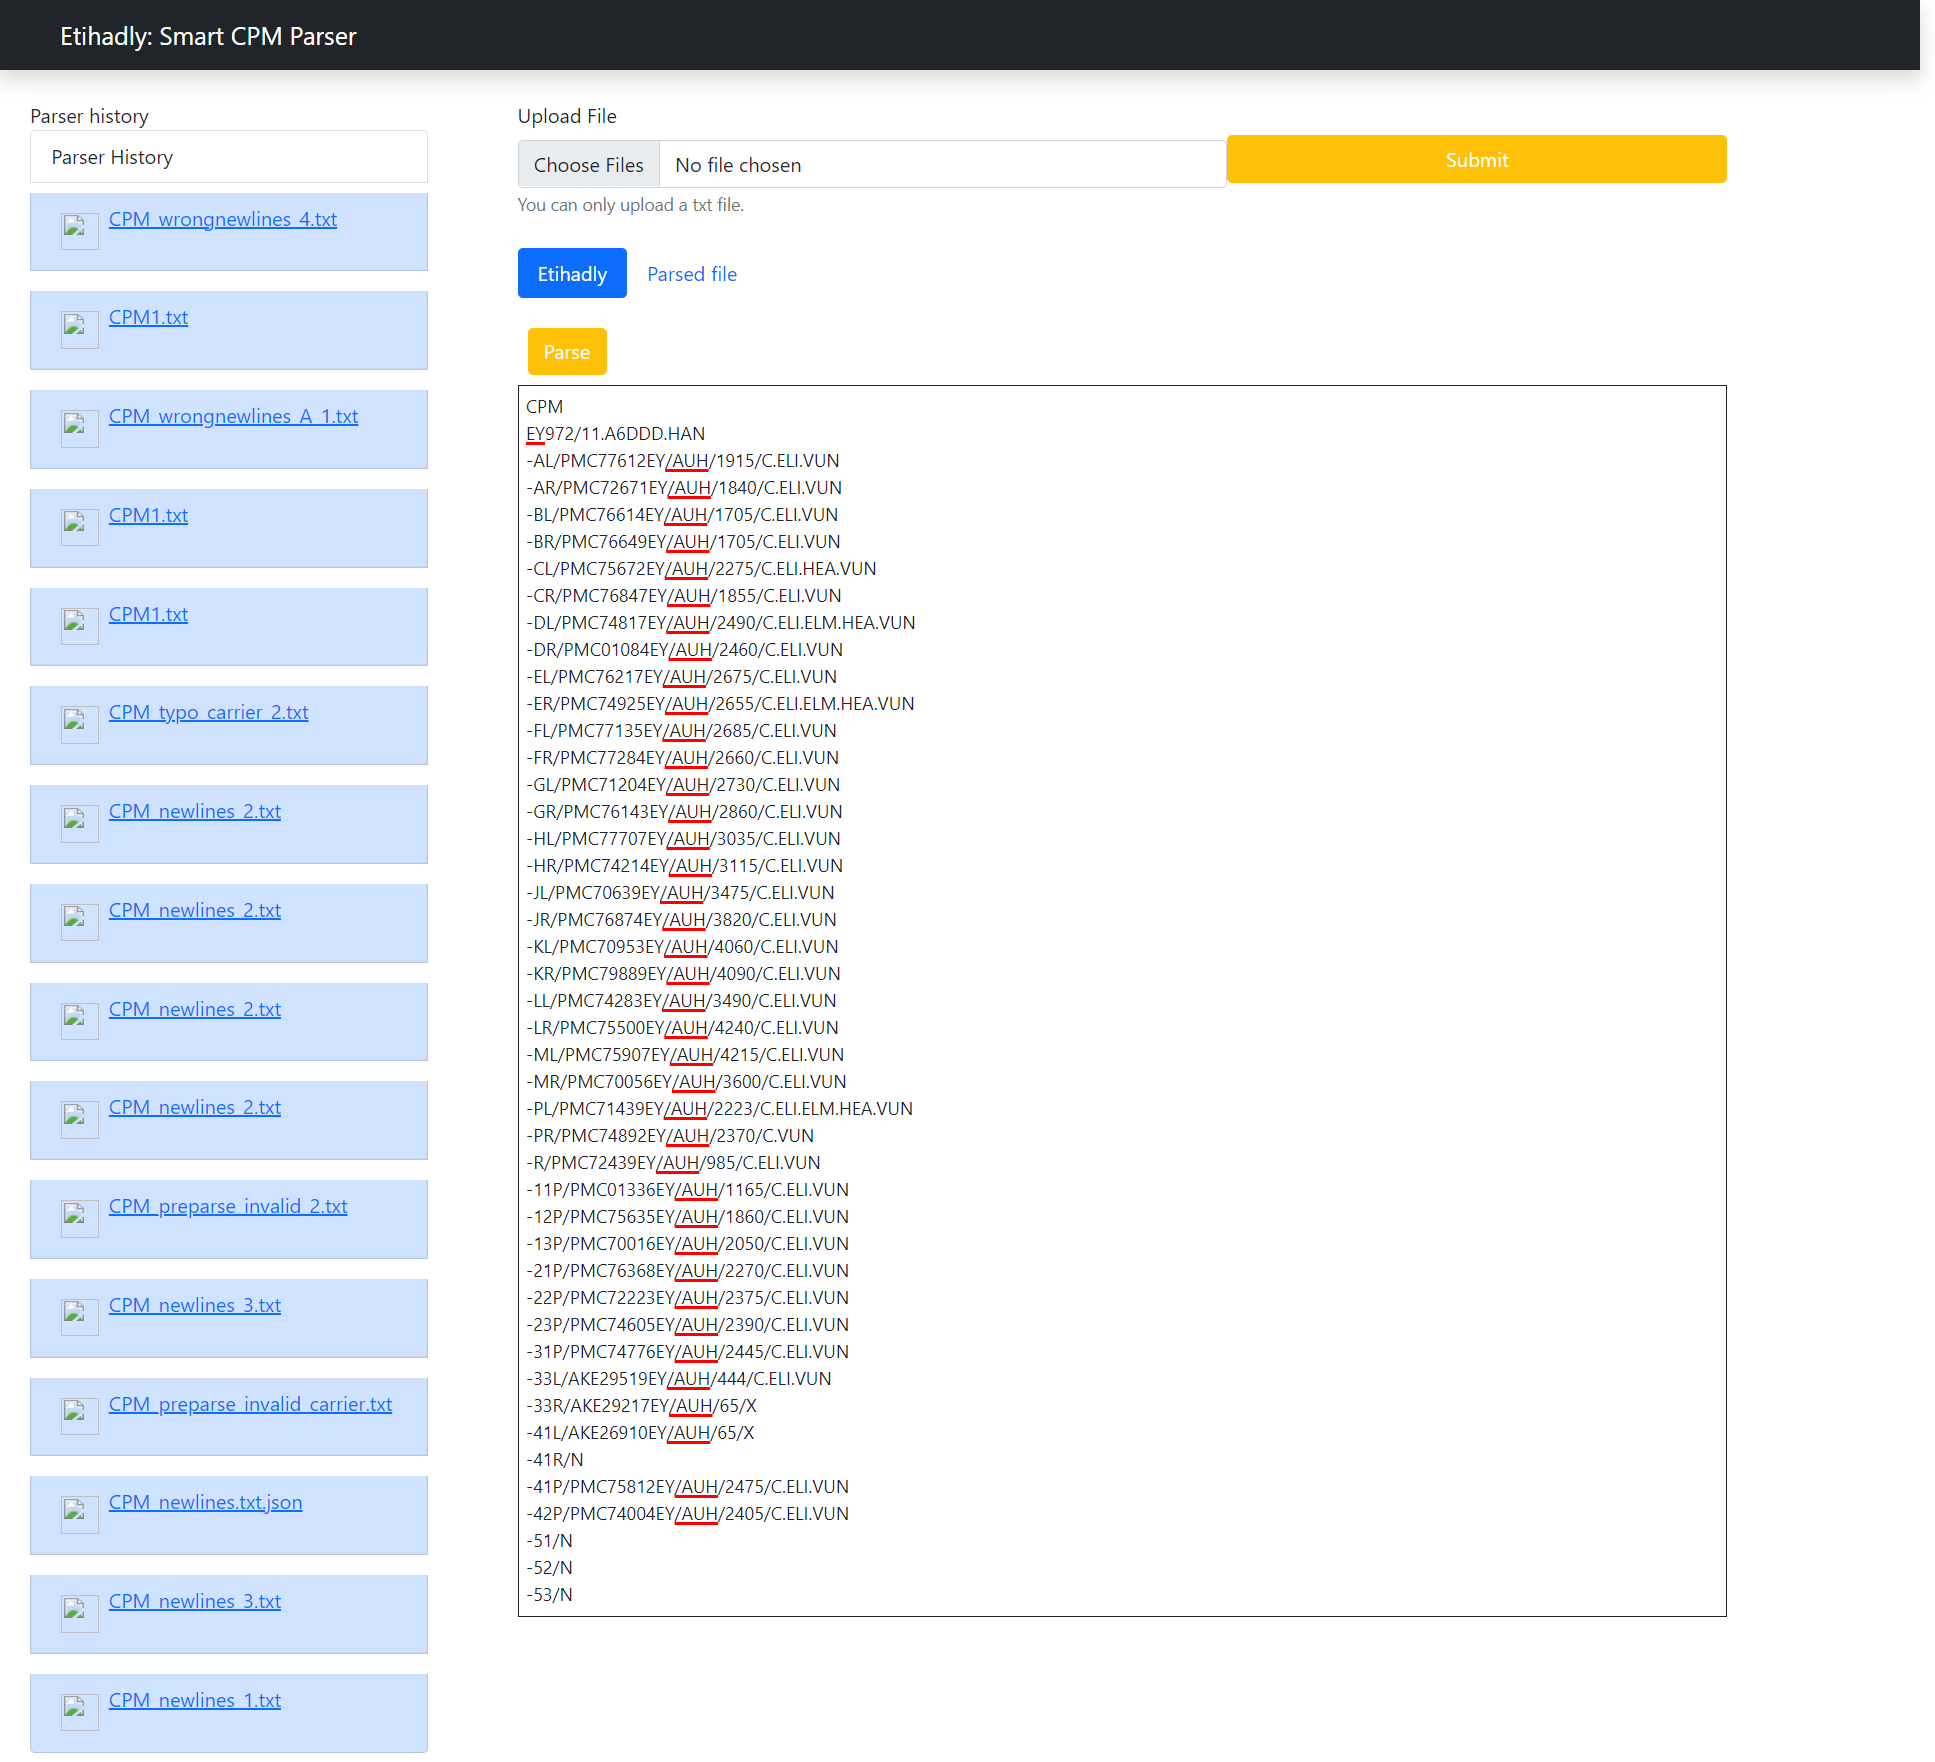 Etihadly: Smart CPM Parser
Parser history
Parser History
CPM_wrongnewlines_4.txt
CPM1.txt
CPM_wrongnewlines_A_1.txt
CPM1.txt
CPM1.txt
CPM_typo_carrier_2.txt
CPM_newlines_2.txt
CPM_newlines_2.txt
CPM_newlines_2.txt
CPM_newlines_2.txt
CPM_preparse_invalid_2.txt
CPM_newlines_3.txt
CPM_preparse_invalid_carrier.txt
CPM_newlines.txt.json
CPM_newlines_3.txt
CPM_newlines_1.txt
Upload File
Choose Files No file chosen
Submit
You can only upload a txt file.
Etihadly Parsed file
Parse
CPM
EY972/11.A6DDD.HAN
-AL/PMC77612EY/AUH/1915/C.ELI.VUN
-AR/PMC72671EY/AUH/1840/C.ELI.VUN
-BL/PMC76614EY/AUH/1705/C.ELI.VUN
-BR/PMC76649EY/AUH/1705/C.ELI.VUN
-CL/PMC75672EY/AUH/2275/C.ELI.HEA.VUN
-CR/PMC76847EY/AUH/1855/C.ELI.VUN
-DL/PMC74817EY/AUH/2490/C.ELI.ELM.HEA.VUN
-DR/PMC01084EY/AUH/2460/C.ELI.VUN
-EL/PMC76217EY/AUH/2675/C.ELI.VUN
-ER/PMC74925EY/AUH/2655/C.ELI.ELM.HEA.VUN
-FL/PMC77135EY/AUH/2685/C.ELI.VUN
-FR/PMC77284EY/AUH/2660/C.ELI.VUN
-GL/PMC71204EY/AUH/2730/C.ELI.VUN
-GR/PMC76143EY/AUH/2860/C.ELI.VUN
-HL/PMC77707EY/AUH/3035/C.ELI.VUN
-HR/PMC74214EY/AUH/3115/C.ELI.VUN
-JL/PMC70639EY/AUH/3475/C.ELI.VUN
-JR/PMC76874EY/AUH/3820/C.ELI.VUN
-KL/PMC70953EY/AUH/4060/C.ELI.VUN
-KR/PMC79889EY/AUH/4090/C.ELI.VUN
-LL/PMC74283EY/AUH/3490/C.ELI.VUN
-LR/PMC75500EY/AUH/4240/C.ELI.VUN
-ML/PMC75907EY/AUH/4215/C.ELI.VUN
-MR/PMC70056EY/AUH/3600/C.ELI.VUN
-PL/PMC71439EY/AUH/2223/C.ELI.ELM.HEA.VUN
-PR/PMC74892EY/AUH/2370/C.VUN
-R/PMC72439EY/AUH/985/C.ELI.VUN
-11P/PMC01336EY/AUH/1165/C.ELI.VUN
-12P/PMC75635EY/AUH/1860/C.ELI.VUN
-13P/PMC70016EY/AUH/2050/C.ELI.VUN
-21P/PMC76368EY/AUH/2270/C.ELI.VUN
-22P/PMC72223EY/AUH/2375/C.ELI.VUN
-23P/PMC74605EY/AUH/2390/C.ELI.VUN
-31P/PMC74776EY/AUH/2445/C.ELI.VUN
-33L/AKE29519EY/AUH/444/C.ELI.VUN
-33R/AKE29217EY/AUH/65/X
-41L/AKE26910EY/AUH/65/X
-41R/N
-41P/PMC75812EY/AUH/2475/C.ELI.VUN
-42P/PMC74004EY/AUH/2405/C.ELI.VUN
-51/N
-52/N
-53/N